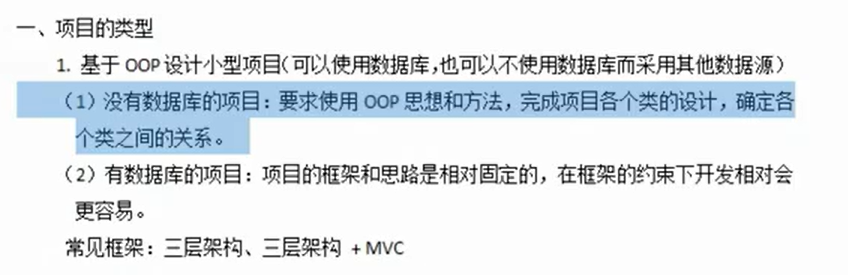 一、项目的类型
1. 基于 OOP 设计小型项目（可以使用数据库，也可以不使用数据库而采用其他数据源）
（1）没有数据库的项目：要求使用 OOP 思想和方法，完成项目各个类的设计，确定各
个类之间的关系。
（2）有数据库的项目：项目的框架和思路是相对固定的，在框架的约束下开发相对会
更容易。
常见框架：三层架构、三层架构 + MVC